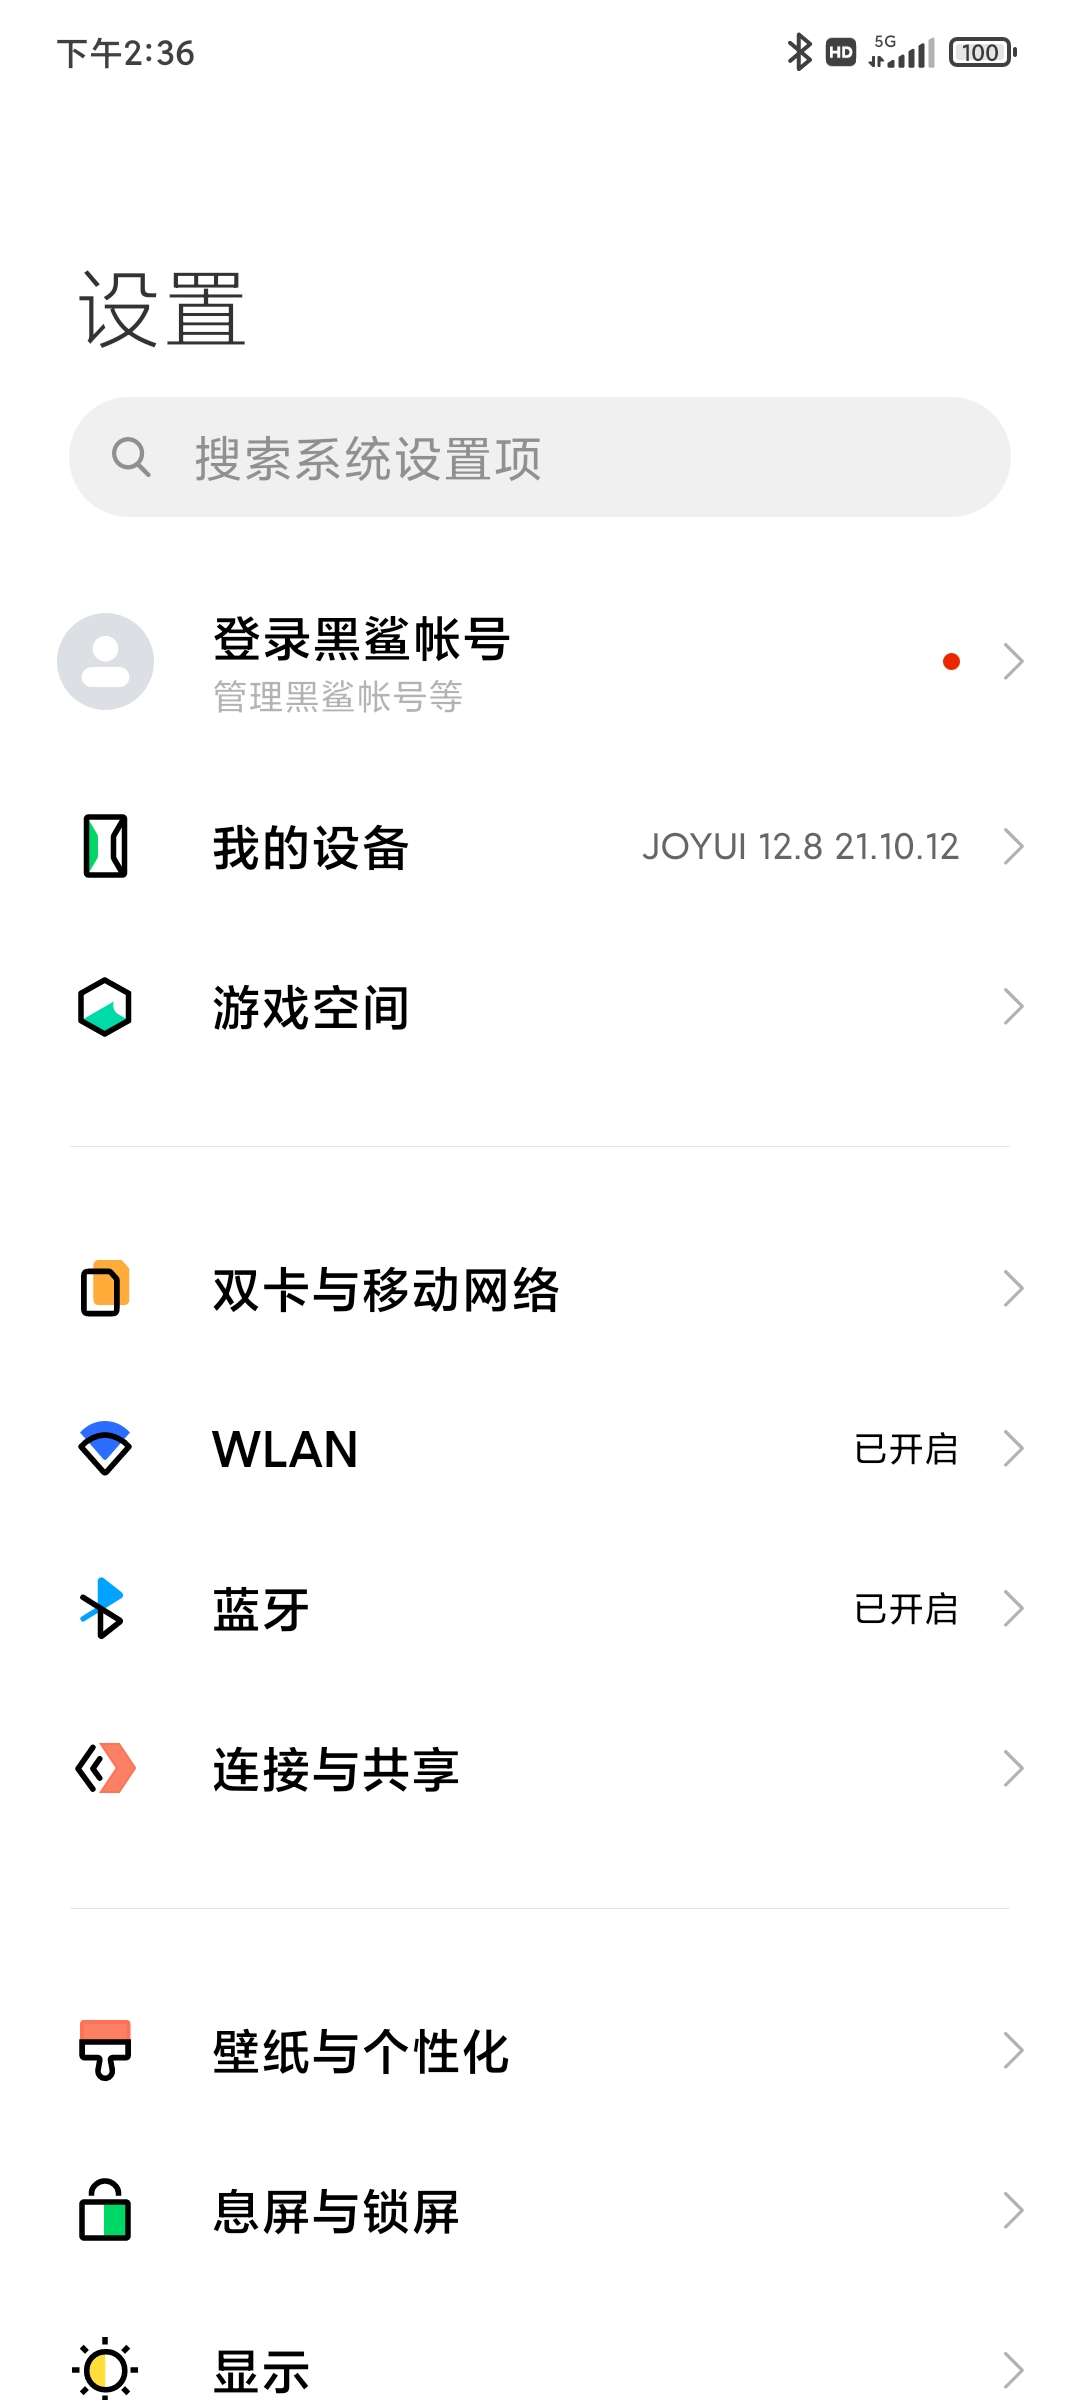 下午2:36
HD 5G 100
设置
搜索系统设置项
登录黑鲨帐号
管理黑鲨帐号等
我的设备 JOYUI 12.8 21.10.12
游戏空间
双卡与移动网络
WLAN 已开启
蓝牙 已开启
连接与共享
壁纸与个性化
息屏与锁屏
显示